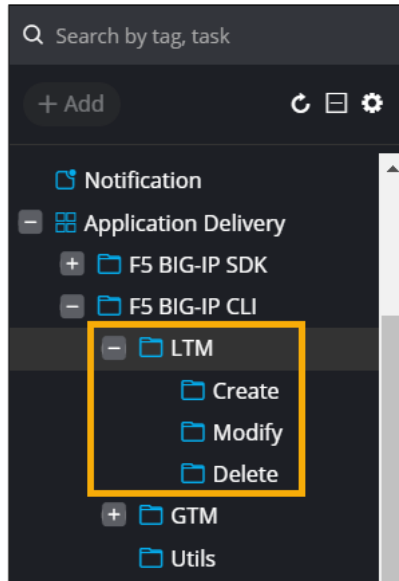 Search by tag, task
+ Add
Notification
Application Delivery
F5 BIG-IP SDK
F5 BIG-IP CLI
LTM
Create
Modify
Delete
GTM
Utils